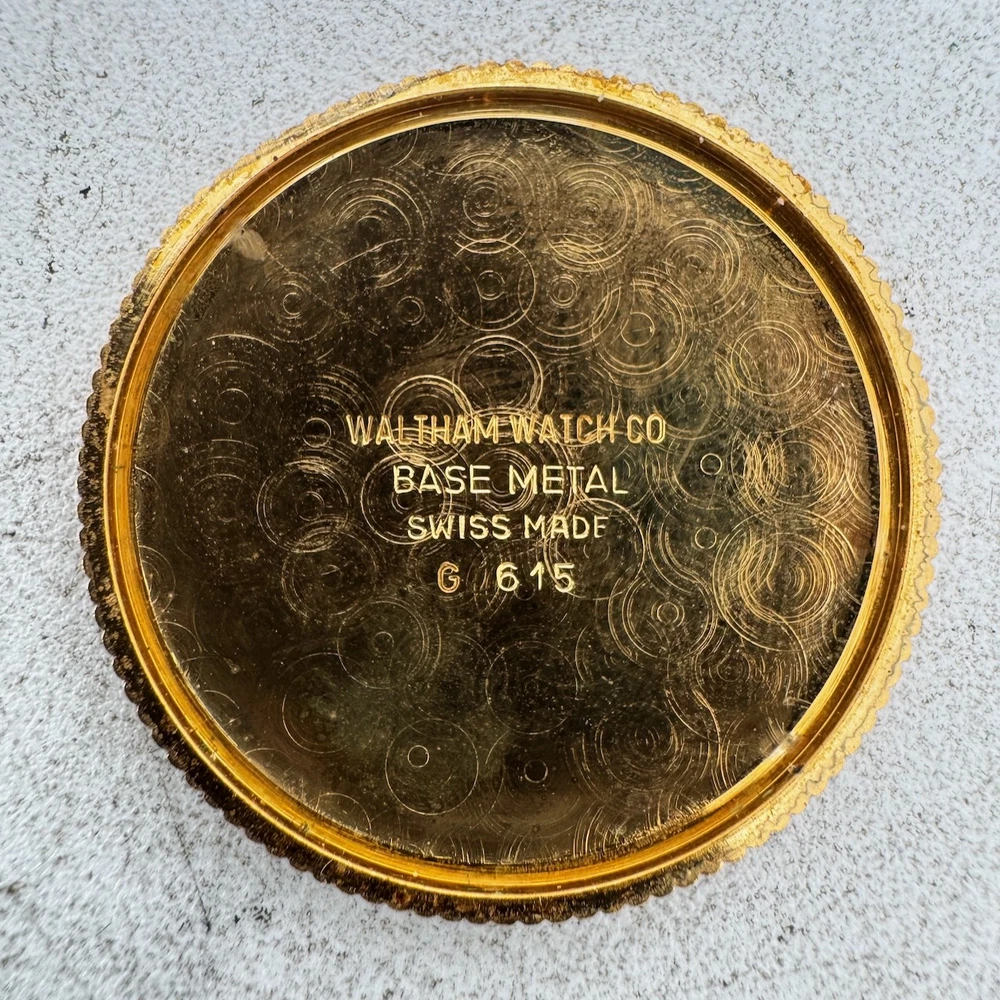 WALTHAM WATCH CO
BASE METAL
SWISS MADE
G 615